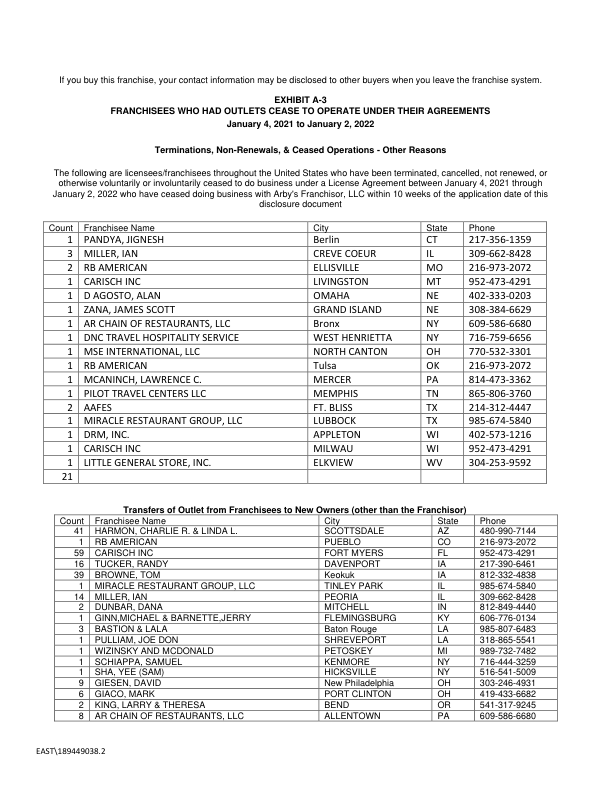 If you buy this franchise, your contact information may be disclosed to other buyers when you leave the franchise system.
EXHIBIT A-3
FRANCHISEES WHO HAD OUTLETS CEASE TO OPERATE UNDER THEIR AGREEMENTS
January 4, 2021 to January 2, 2022
Terminations, Non-Renewals, & Ceased Operations - Other Reasons
The following are licensees/franchisees throughout the United States who have been terminated, cancelled, not renewed, or
otherwise voluntarily or involuntarily ceased to do business under a License Agreement between January 4, 2021 through
January 2, 2022 who have ceased doing business with Arby's Franchisor, LLC within 10 weeks of the application date of this
disclosure document
Count Franchisee Name City State Phone
1 PANDYA, JIGNESH Berlin CT 217-356-1359
3 MILLER, IAN CREVE COEUR IL 309-662-8428
2 RB AMERICAN ELLISVILLE MO 216-973-2072
1 CARISCH INC LIVINGSTON MT 952-473-4291
1 D AGOSTO, ALAN OMAHA NE 402-333-0203
1 ZANA, JAMES SCOTT GRAND ISLAND NE 308-384-6629
1 AR CHAIN OF RESTAURANTS, LLC Bronx NY 609-586-6680
1 DNC TRAVEL HOSPITALITY SERVICE WEST HENRIETTA NY 716-759-6656
1 MSE INTERNATIONAL, LLC NORTH CANTON OH 770-532-3301
1 RB AMERICAN Tulsa OK 216-973-2072
1 MCANINCH, LAWRENCE C. MERCER PA 814-473-3362
1 PILOT TRAVEL CENTERS LLC MEMPHIS TN 865-806-3760
2 AAFES FT. BLISS TX 214-312-4447
1 MIRACLE RESTAURANT GROUP, LLC LUBBOCK TX 985-674-5840
1 DRM, INC. APPLETON WI 402-573-1216
1 CARISCH INC MILWAU WI 952-473-4291
1 LITTLE GENERAL STORE, INC. ELKVIEW WV 304-253-9592
21
Transfers of Outlet from Franchisees to New Owners (other than the Franchisor)
Count Franchisee Name City State Phone
41 HARMON, CHARLIE R. & LINDA L. SCOTTSDALE AZ 480-990-7144
1 RB AMERICAN PUEBLO CO 216-973-2072
59 CARISCH INC FORT MYERS FL 952-473-4291
16 TUCKER, RANDY DAVENPORT IA 217-390-6461
39 BROWNE, TOM Keokuk IA 812-332-4838
1 MIRACLE RESTAURANT GROUP, LLC TINLEY PARK IL 985-674-5840
14 MILLER, IAN PEORIA IL 309-662-8428
2 DUNBAR, DANA MITCHELL IN 812-849-4440
1 GINN,MICHAEL & BARNETTE,JERRY FLEMINGSBURG KY 606-776-0134
3 BASTION & LALA Baton Rouge LA 985-807-6483
1 PULLIAM, JOE DON SHREVEPORT LA 318-865-5541
1 WIZINSKY AND MCDONALD PETOSKEY MI 989-732-7482
1 SCHIAPPA, SAMUEL KENMORE NY 716-444-3259
1 SHA, YEE (SAM) HICKSVILLE NY 516-541-5009
9 GIESEN, DAVID New Philadelphia OH 303-246-4931
6 GIACO, MARK PORT CLINTON OH 419-433-6682
2 KING, LARRY & THERESA BEND OR 541-317-9245
8 AR CHAIN OF RESTAURANTS, LLC ALLENTOWN PA 609-586-6680
EAST\189449038.2